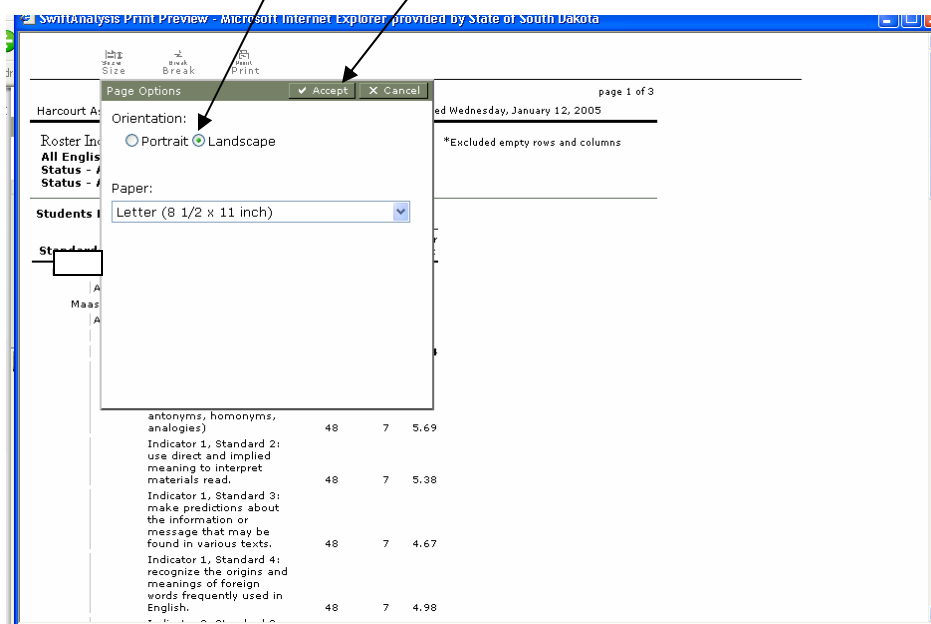 SwiftAnalysis Print Preview - Microsoft Internet Explorer provided by State of South Dakota
Size Break Print
Size Break Print
Page Options Accept X Cancel
page 1 of 3
Harcourt A
ed Wednesday, January 12, 2005
Orientation:
Portrait Landscape
Roster In
*Excluded empty rows and columns
All Englis
Status - A
Status - A
Paper:
Letter (8 1/2 x 11 inch)
Students I
Standard
A
Maas
A
antonyms, homonyms,
analogies) 48 7 5.69
Indicator 1, Standard 2:
use direct and implied
meaning to interpret
materials read. 48 7 5.38
Indicator 1, Standard 3:
make predictions about
the information or
message that may be
found in various texts. 48 7 4.67
Indicator 1, Standard 4:
recognize the origins and
meanings of foreign
words frequently used in
English. 48 7 4.98